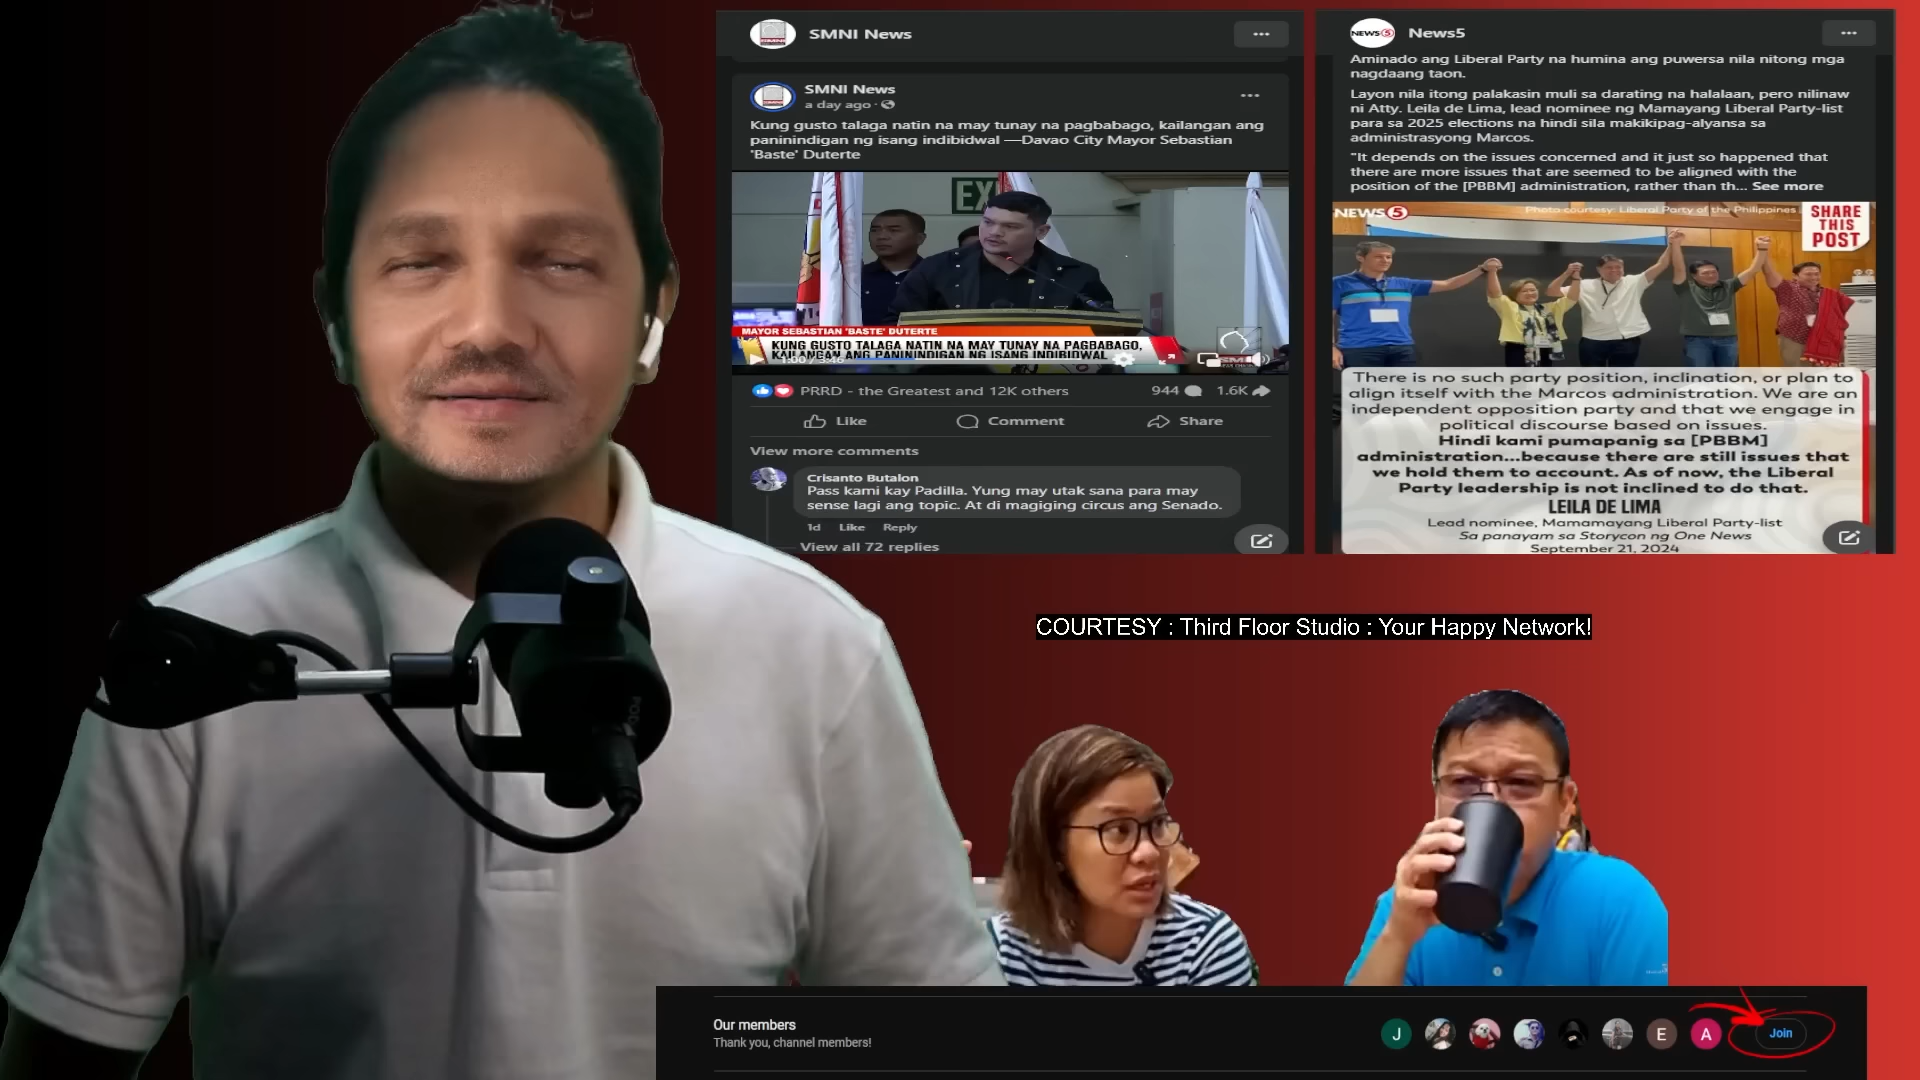 SMNI News
SMNI News
a day ago
Kung gusto talaga natin na may tunay na pagbabago, kailangan ang
paninindigan ng isang indibidwal —Davao City Mayor Sebastian
'Baste' Duterte
MAYOR SEBASTIAN 'BASTE' DUTERTE
KUNG GUSTO TALAGA NATIN NA MAY TUNAY NA PAGBABAGO,
KAILANGAN ANG PANININDIGAN NG ISANG INDIBIDWAL
1:00 / 3:46
PRRD - the Greatest and 12K others
944
1.6K
Like
Comment
Share
View more comments
Crisanto Butalon
Pass kami kay Padilla. Yung may utak sana para may
sense lagi ang topic. At di magiging circus ang Senado.
1d Like Reply
View all 72 replies
NEWS5
News5
Aminado ang Liberal Party na humina ang puwersa nila nitong mga
nagdaang taon.
Layon nila itong palakasin muli sa darating na halalaan, pero nilinaw
ni Atty. Leila de Lima, lead nominee ng Mamayang Liberal Party-list
para sa 2025 elections na hindi sila makikipag-alyansa sa
administrasyong Marcos.
"It depends on the issues concerned and it just so happened that
there are more issues that are seemed to be aligned with the
position of the [PBBM] administration, rather than th... See more
NEWS5
Photo courtesy: Liberal Party of the Philippines
SHARE
THIS
POST
There is no such party position, inclination, or plan to
align itself with the Marcos administration. We are an
independent opposition party and that we engage in
political discourse based on issues.
Hindi kami pumapanig sa [PBBM]
administration...because there are still issues that
we hold them to account. As of now, the Liberal
Party leadership is not inclined to do that.
LEILA DE LIMA
Lead nominee, Mamamayang Liberal Party-list
Sa panayam sa Storycon ng One News
September 21, 2024
COURTESY : Third Floor Studio : Your Happy Network!
Our members
Thank you, channel members!
J
E
A
Join